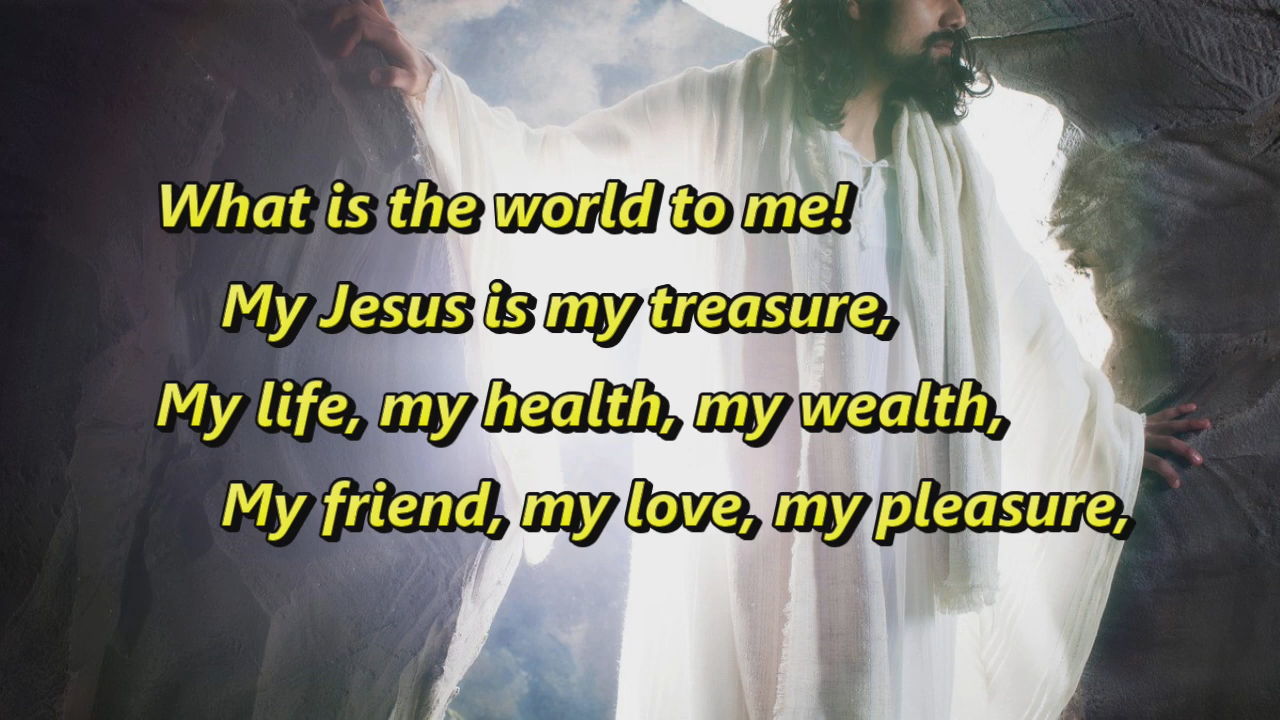 What is the world to me!
My Jesus is my treasure,
My life, my health, my wealth,
My friend, my love, my pleasure,